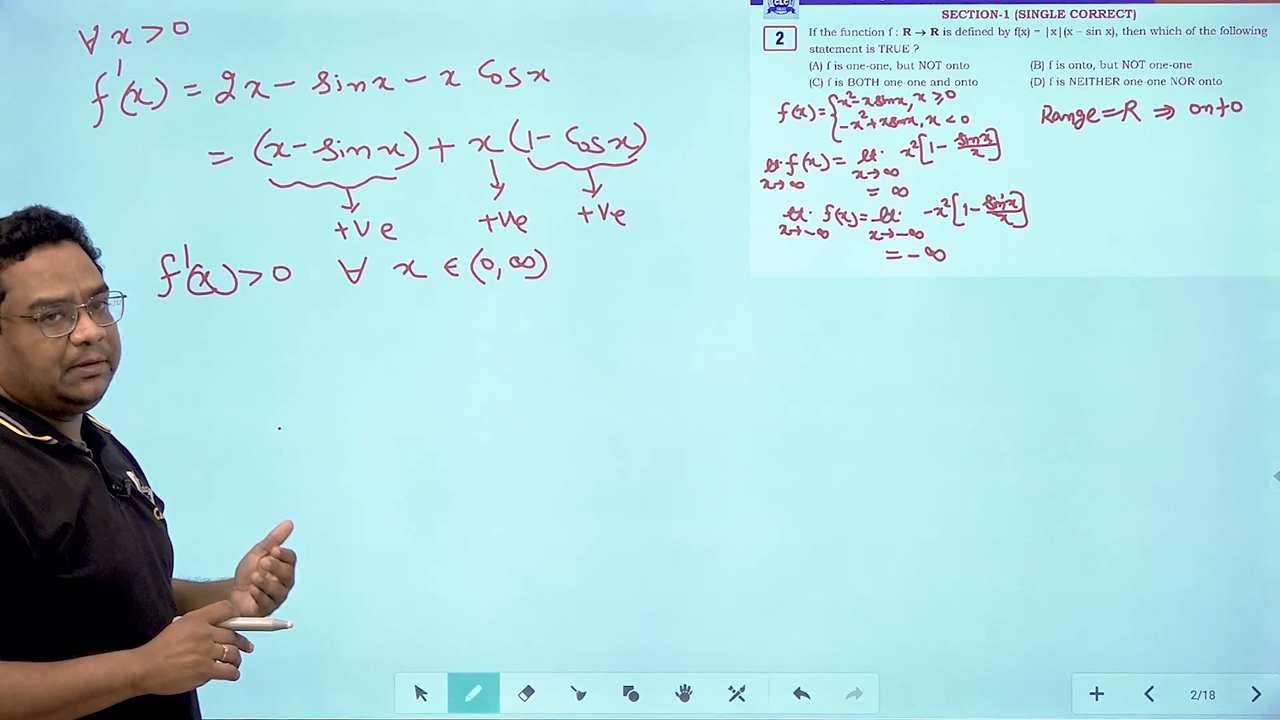 ∀ x > 0
f'(x) = 2x − sin x − x Cos x
= (x − sin x) + x (1 − Cos x)
+ve +ve +ve
f'(x) > 0 ∀ x ∈ (0, ∞)
CLC
SECTION-1 (SINGLE CORRECT)
2 If the function f : R → R is defined by f(x) = |x|(x − sin x), then which of the following
statement is TRUE ?
(A) f is one-one, but NOT onto (B) f is onto, but NOT one-one
(C) f is BOTH one-one and onto (D) f is NEITHER one-one NOR onto
f(x) = { x² − x sin x, x ≥ 0
−x² + x sin x, x < 0
Range = R ⇒ onto
lt. x→∞ f(x) = lt. x→∞ x² [1 − sin x / x]
= ∞
lt. x→−∞ f(x) = lt. x→−∞ −x² [1 − sin x / x]
= −∞
2/18